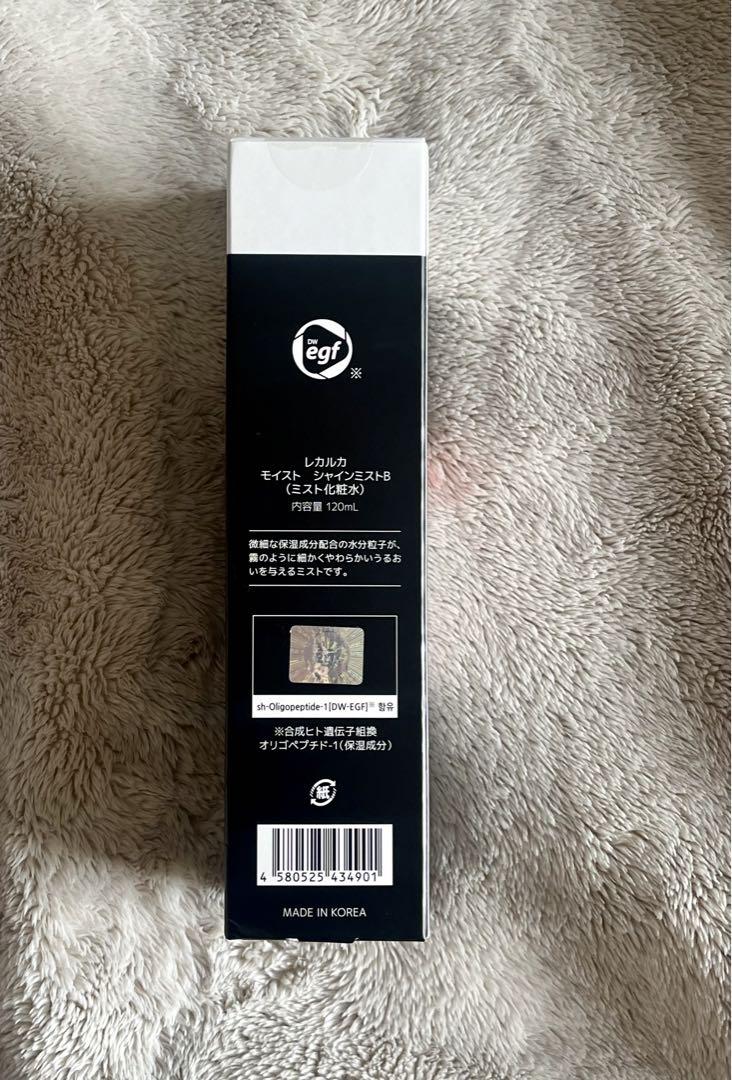 DW
egf
※
レカルカ
モイスト　シャインミストB
（ミスト化粧水）
内容量 120mL
微細な保湿成分配合の水分粒子が、
霧のように細かくやわらかいうるお
いを与えるミストです。
sh-Oligopeptide-1[DW-EGF]※ 함유
※合成ヒト遺伝子組換
オリゴペプチド-1（保湿成分）
紙
4 580525 434901
MADE IN KOREA